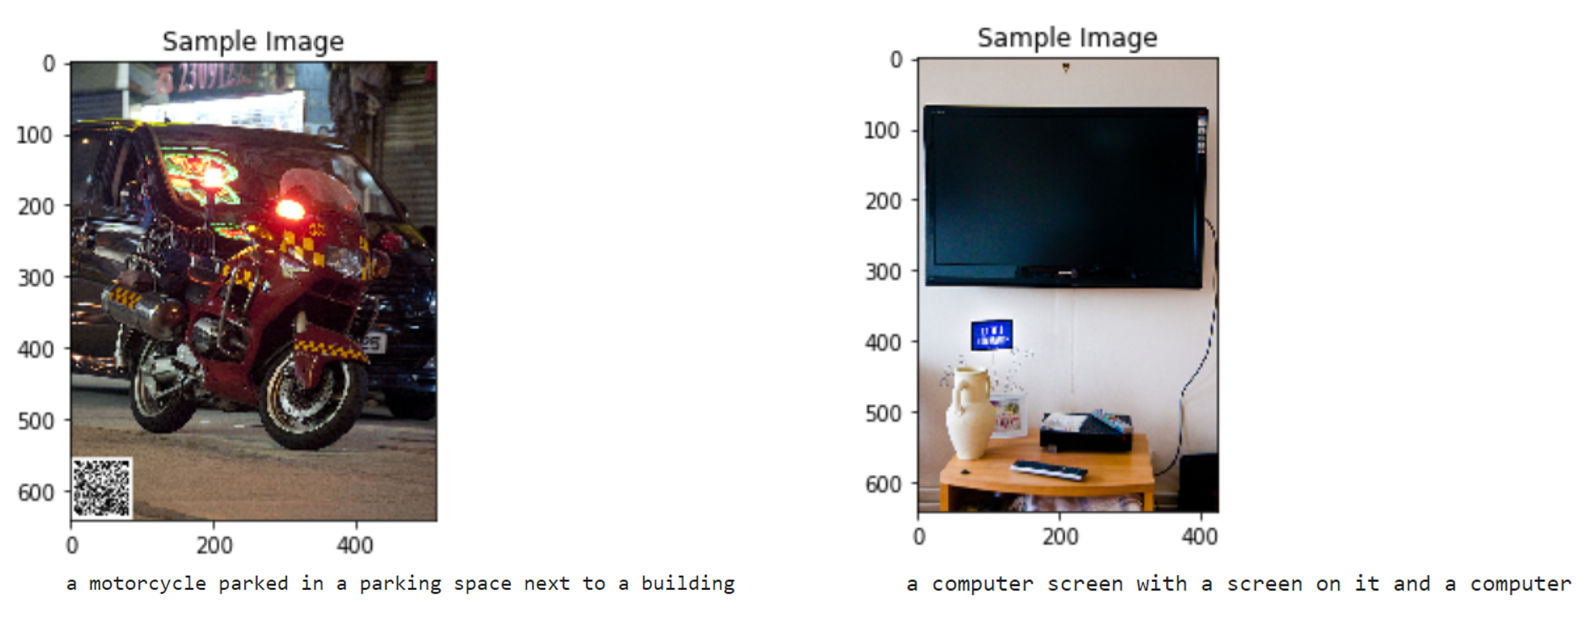 Sample Image
0
100
200
300
400
500
600
0 200 400
a motorcycle parked in a parking space next to a building
Sample Image
0
100
200
300
400
500
600
0 200 400
a computer screen with a screen on it and a computer